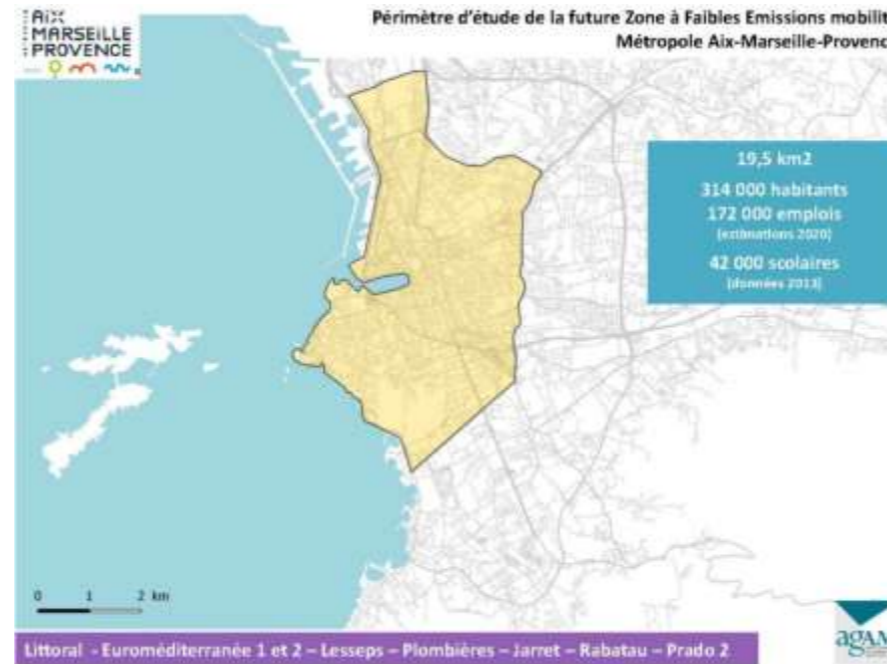 AIX
MARSEILLE
PROVENCE
Périmètre d'étude de la future Zone à Faibles Emissions mobilit
Métropole Aix-Marseille-Provenc
19,5 km2
314 000 habitants
172 000 emplois
(estimations 2020)
42 000 scolaires
(données 2013)
0 1 2 km
Littoral - Euroméditerranée 1 et 2 – Lesseps – Plombières – Jarret – Rabatau – Prado 2
agAM